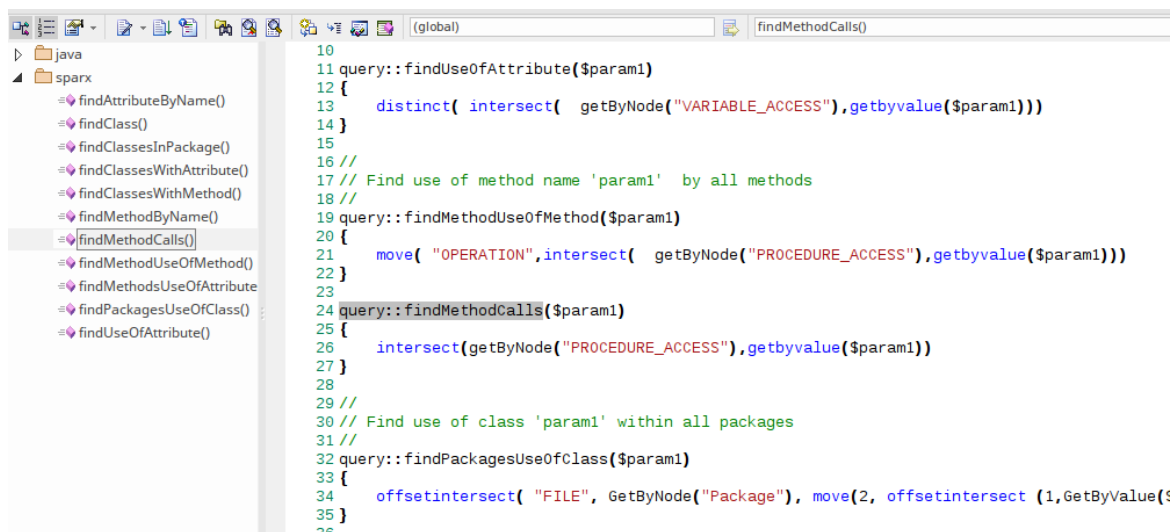 (global)
findMethodCalls()
java
sparx
findAttributeByName()
findClass()
findClassesInPackage()
findClassesWithAttribute()
findClassesWithMethod()
findMethodByName()
findMethodCalls()
findMethodUseOfMethod()
findMethodsUseOfAttribute
findPackagesUseOfClass()
findUseOfAttribute()
10
11 query::findUseOfAttribute($param1)
12 {
13 distinct( intersect( getByNode("VARIABLE_ACCESS"),getbyvalue($param1)))
14 }
15
16 //
17 // Find use of method name 'param1' by all methods
18 //
19 query::findMethodUseOfMethod($param1)
20 {
21 move( "OPERATION",intersect( getByNode("PROCEDURE_ACCESS"),getbyvalue($param1)))
22 }
23
24 query::findMethodCalls($param1)
25 {
26 intersect(getByNode("PROCEDURE_ACCESS"),getbyvalue($param1))
27 }
28
29 //
30 // Find use of class 'param1' within all packages
31 //
32 query::findPackagesUseOfClass($param1)
33 {
34 offsetintersect( "FILE", GetByNode("Package"), move(2, offsetintersect (1,GetByValue($
35 }